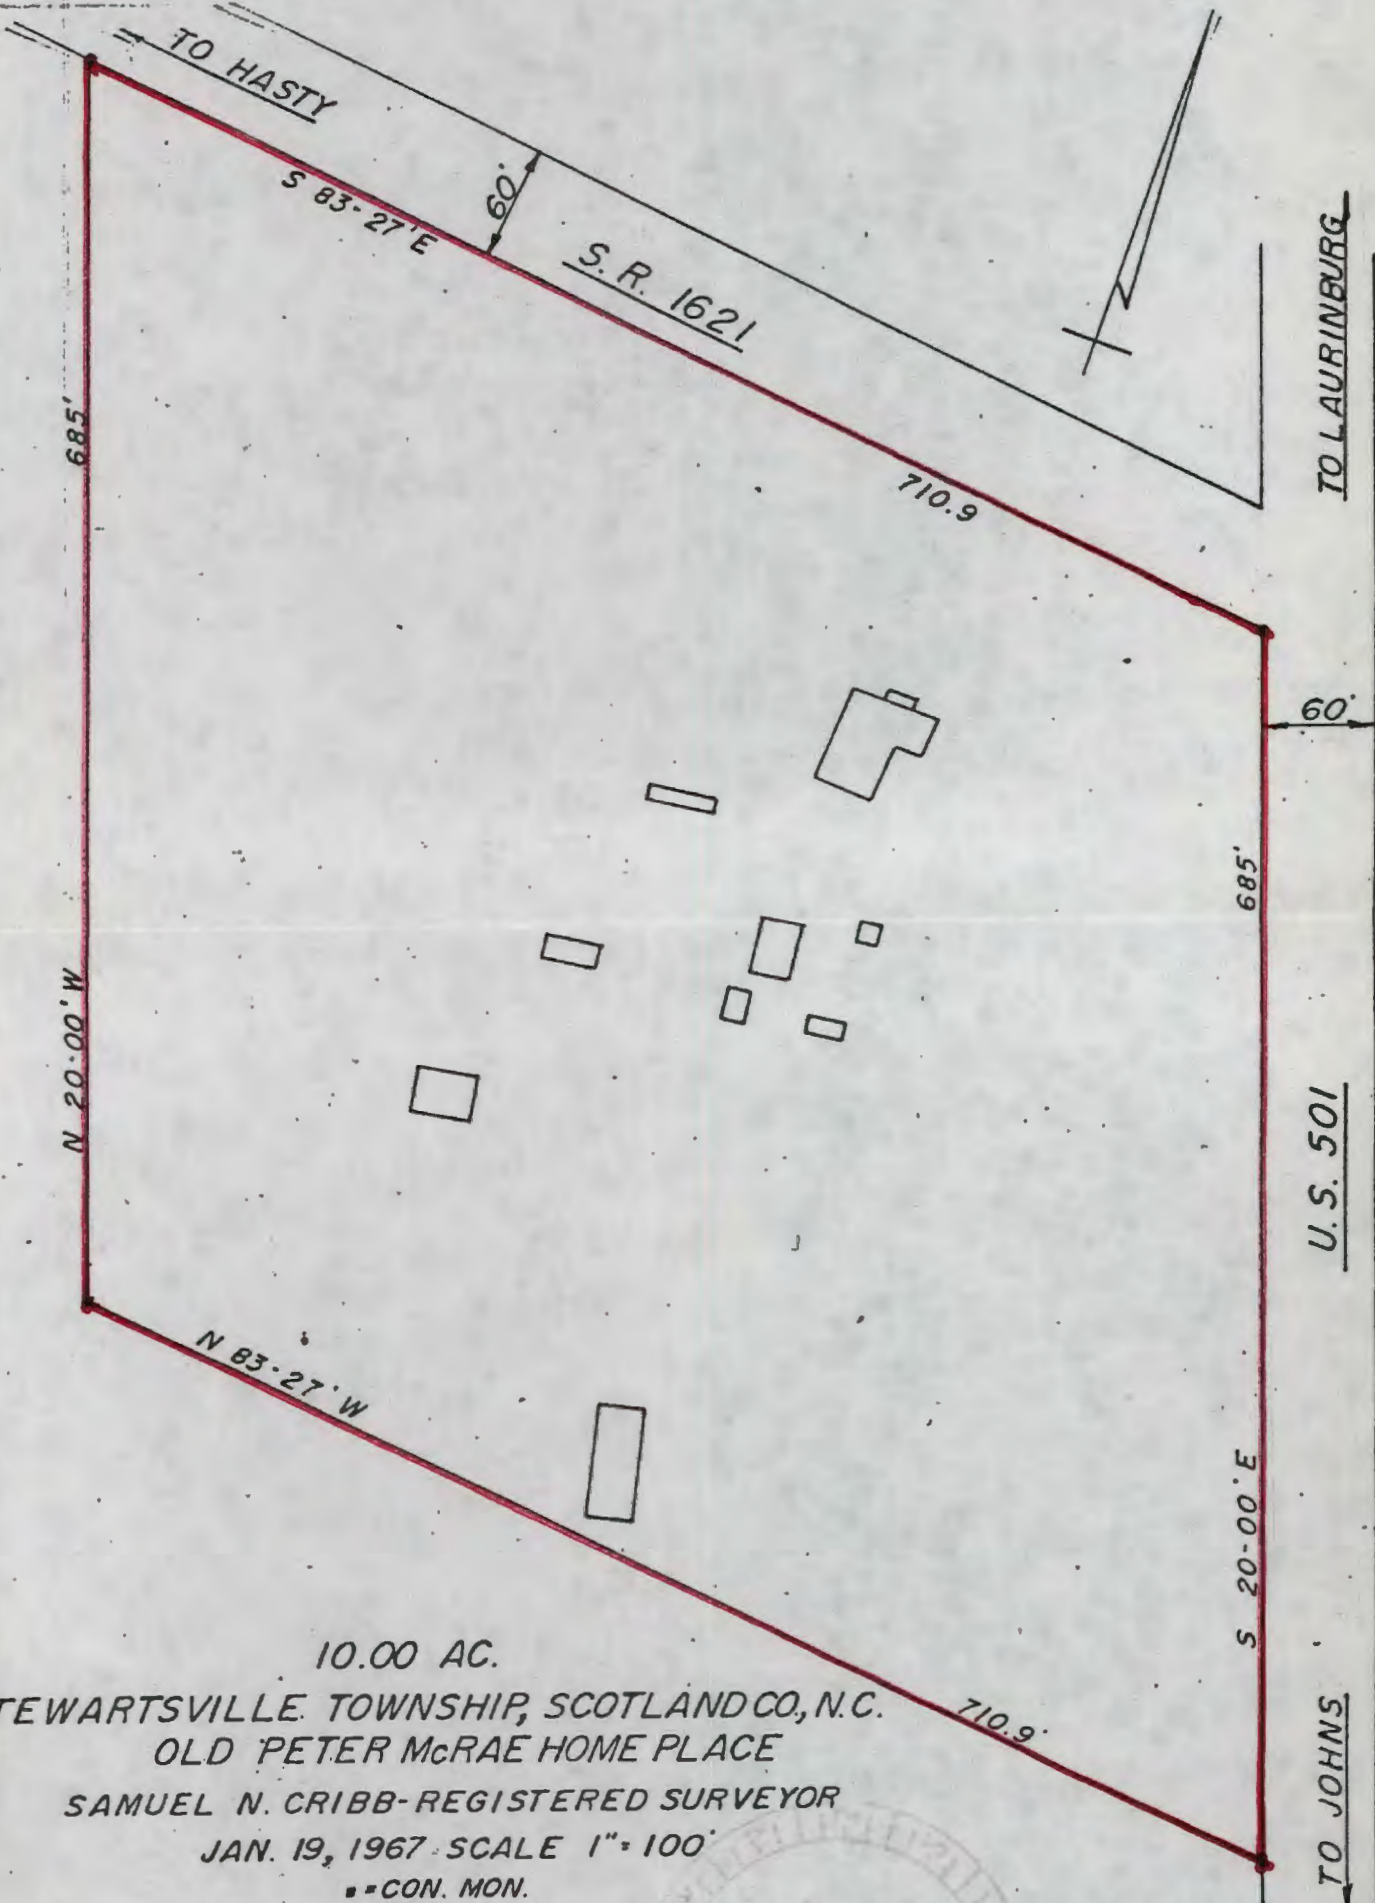 TO HASTY
S 83-27'E
60'
S. R. 1621
710.9
TO LAURINBURG
685'
60'
685'
N 20-00' W
U.S. 501
N 83-27' W
S 20-00' E
710.9'
TO JOHNS
10.00 AC.
TEWARTSVILLE TOWNSHIP, SCOTLAND CO., N.C.
OLD PETER McRAE HOME PLACE
SAMUEL N. CRIBB-REGISTERED SURVEYOR
JAN. 19, 1967 SCALE 1"= 100'
▪ = CON. MON.